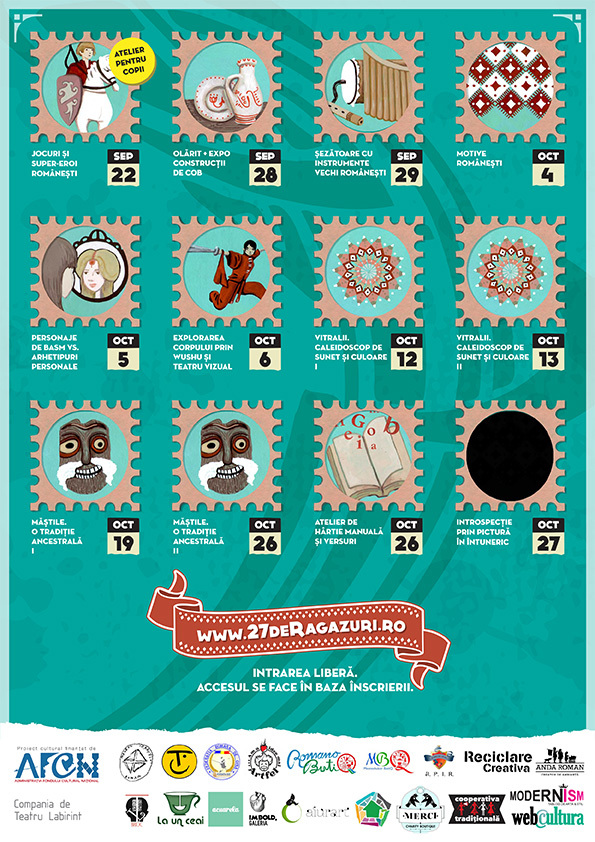 ATELIER
PENTRU
COPII
JOCURI ȘI
SUPER-EROI
ROMÂNEȘTI
SEP
22
OLĂRIT + EXPO
CONSTRUCȚII
DE COB
SEP
28
ȘEZĂTOARE CU
INSTRUMENTE
VECHI ROMÂNEȘTI
SEP
29
MOTIVE
ROMÂNEȘTI
OCT
4
PERSONAJE
DE BASM VS.
ARHETIPURI
PERSONALE
OCT
5
EXPLORAREA
CORPULUI PRIN
WUSHU ȘI
TEATRU VIZUAL
OCT
6
VITRALII.
CALEIDOSCOP DE
SUNET ȘI CULOARE
I
OCT
12
VITRALII.
CALEIDOSCOP DE
SUNET ȘI CULOARE
II
OCT
13
MĂȘTILE.
O TRADIȚIE
ANCESTRALĂ
I
OCT
19
MĂȘTILE.
O TRADIȚIE
ANCESTRALĂ
II
OCT
26
G
o
b
e
i
a
ATELIER DE
HÂRTIE MANUALĂ
ȘI VERSURI
OCT
26
INTROSPECȚIE
PRIN PICTURĂ
ÎN ÎNTUNERIC
OCT
27
WWW.27DERAGAZURI.RO
INTRAREA LIBERĂ.
ACCESUL SE FACE ÎN BAZA ÎNSCRIERII.
Proiect cultural finanțat de
AFCN
ADMINISTRAȚIA FONDULUI CULTURAL NAȚIONAL
Artfol
Romano
ButiQ
MBQ
R.P.I.R.
Reciclare
Creativa
ANDA ROMAN
Compania de
Teatru Labirint
La un ceai
acuarela
IMBOLD,
GALERIA
aiurart
MERCI
CHARITY BOUTIQUE
cooperativa
tradițională
MODERNISM
webcultura